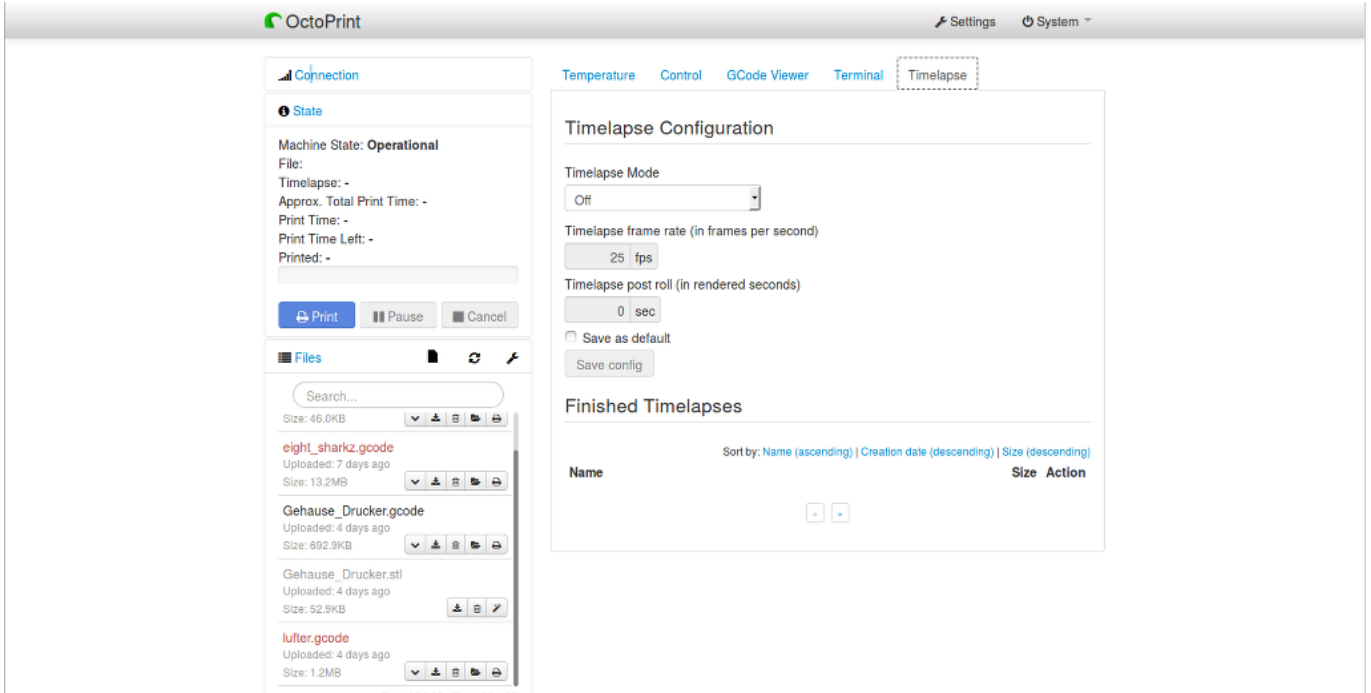 OctoPrint
Settings System
Connection
State
Machine State: Operational
File:
Timelapse: -
Approx. Total Print Time: -
Print Time: -
Print Time Left: -
Printed: -
Print Pause Cancel
Files
Search...
Size: 46.0KB
eight_sharkz.gcode
Uploaded: 7 days ago
Size: 13.2MB
Gehause_Drucker.gcode
Uploaded: 4 days ago
Size: 692.9KB
Gehause_Drucker.stl
Uploaded: 4 days ago
Size: 52.9KB
lufter.gcode
Uploaded: 4 days ago
Size: 1.2MB
Temperature Control GCode Viewer Terminal Timelapse
Timelapse Configuration
Timelapse Mode
Off
Timelapse frame rate (in frames per second)
25 fps
Timelapse post roll (in rendered seconds)
0 sec
Save as default
Save config
Finished Timelapses
Sort by: Name (ascending) | Creation date (descending) | Size (descending)
Name Size Action
« »